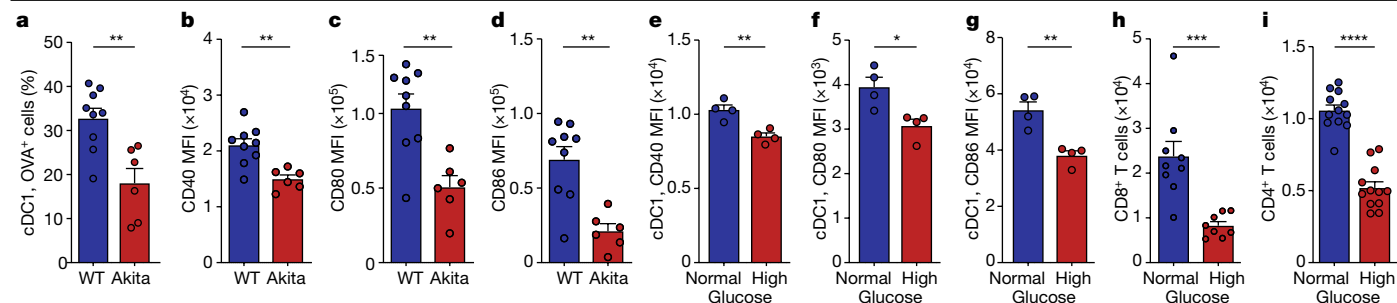 a
cDC1, OVA⁺ cells (%)
50
40
30
20
10
0
**
WT Akita
b
CD40 MFI (×10⁴)
4
3
2
1
0
**
WT Akita
c
CD80 MFI (×10⁵)
1.5
1.0
0.5
0
**
WT Akita
d
CD86 MFI (×10⁵)
1.5
1.0
0.5
0
**
WT Akita
e
cDC1, CD40 MFI (×10⁴)
1.5
1.0
0.5
0
**
Normal High
Glucose
f
cDC1, CD80 MFI (×10³)
5
4
3
2
1
0
*
Normal High
Glucose
g
cDC1, CD86 MFI (×10⁴)
8
6
4
2
0
**
Normal High
Glucose
h
CD8⁺ T cells (×10⁴)
5
4
3
2
1
0
***
Normal High
Glucose
i
CD4⁺ T cells (×10⁴)
1.5
1.0
0.5
0
****
Normal High
Glucose